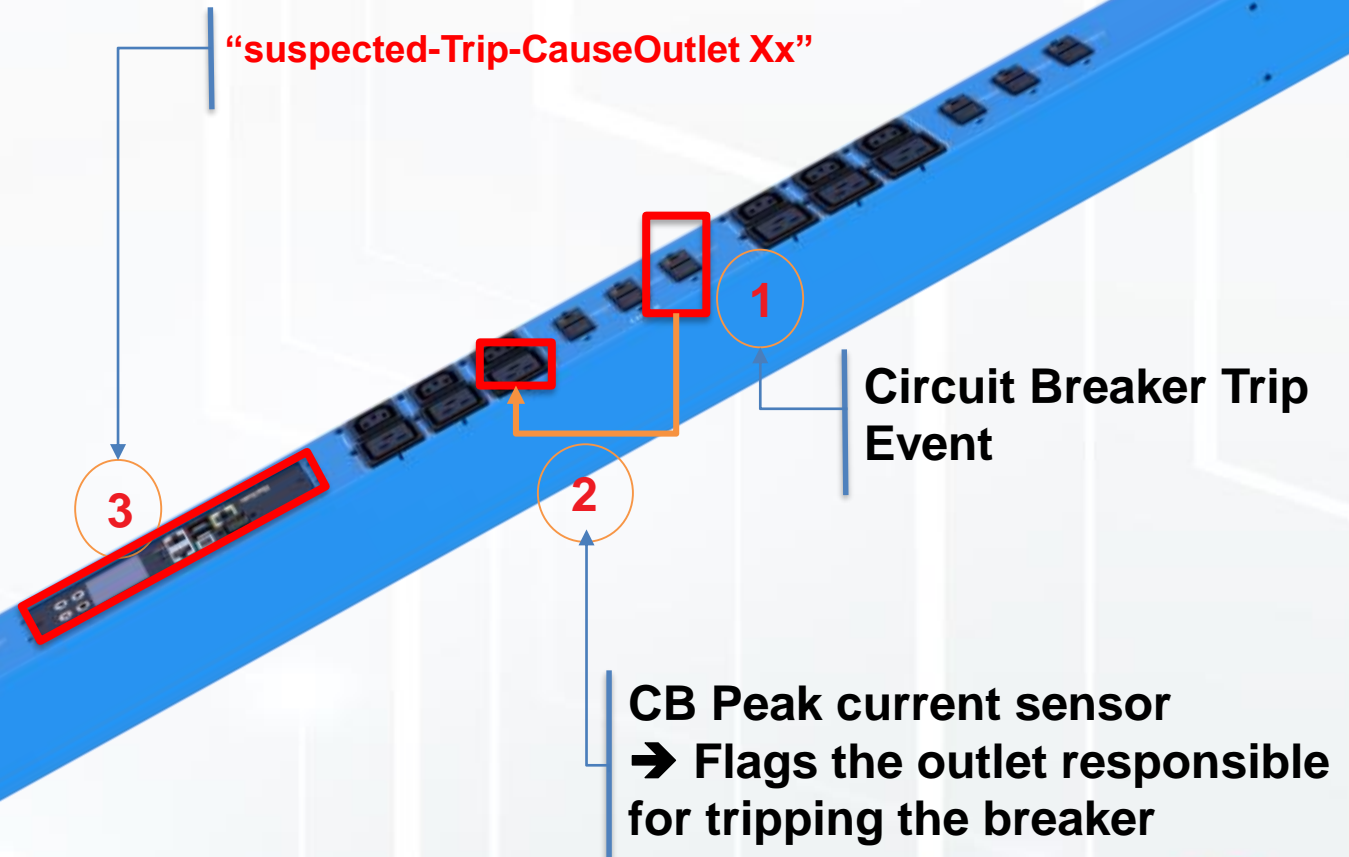 “suspected-Trip-CauseOutlet Xx”
1
Circuit Breaker Trip
Event
2
3
CB Peak current sensor
➔ Flags the outlet responsible
for tripping the breaker